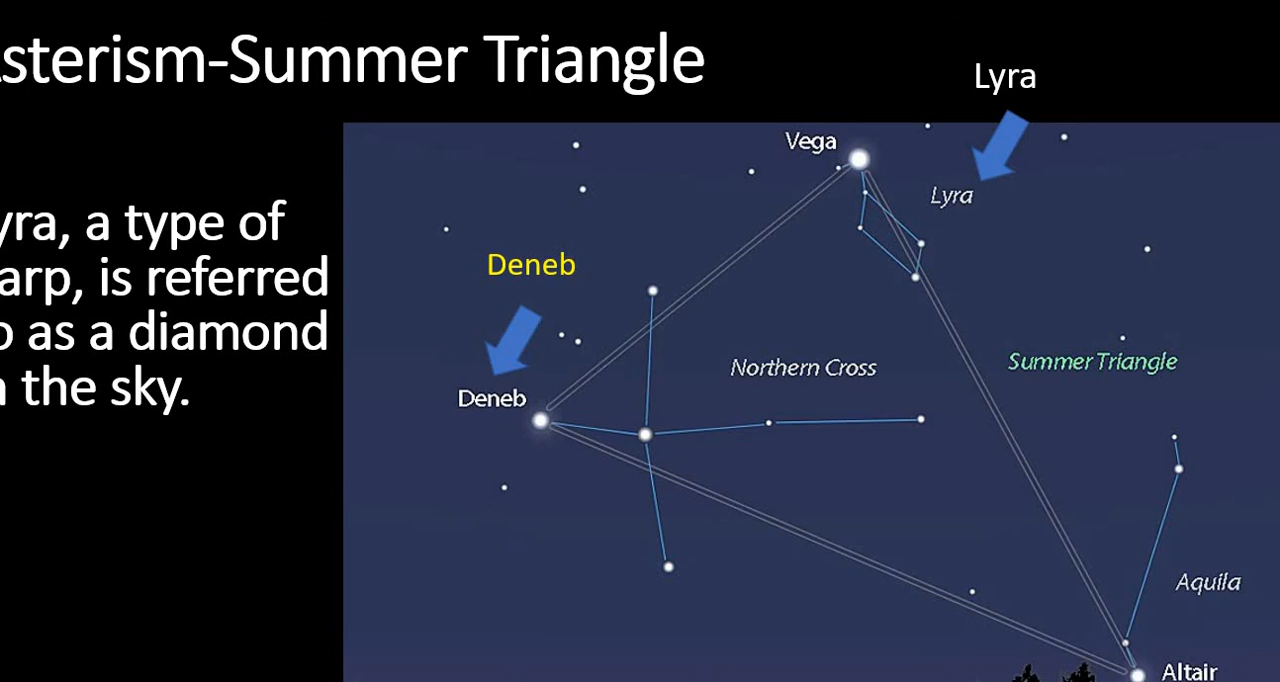 sterism-Summer Triangle
Lyra
Vega
Lyra
yra, a type of
arp, is referred
o as a diamond
n the sky.
Deneb
Deneb
Northern Cross
Summer Triangle
Aquila
Altair